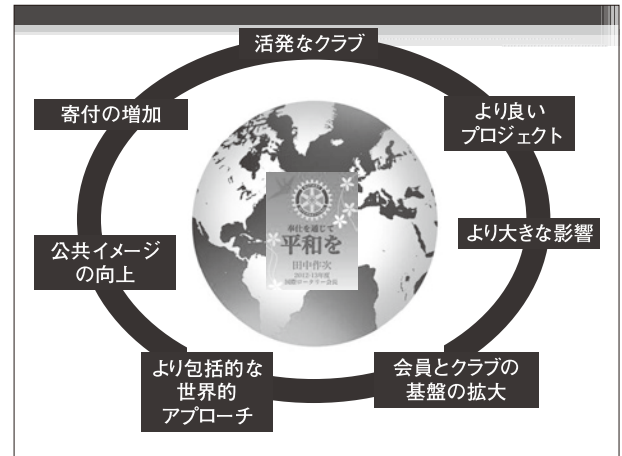 活発なクラブ
より良い
プロジェクト
より大きな影響
会員とクラブの
基盤の拡大
より包括的な
世界的
アプローチ
公共イメージ
の向上
寄付の増加
奉仕を通じて
平和を
田中作次
2012-13年度
国際ロータリー会長